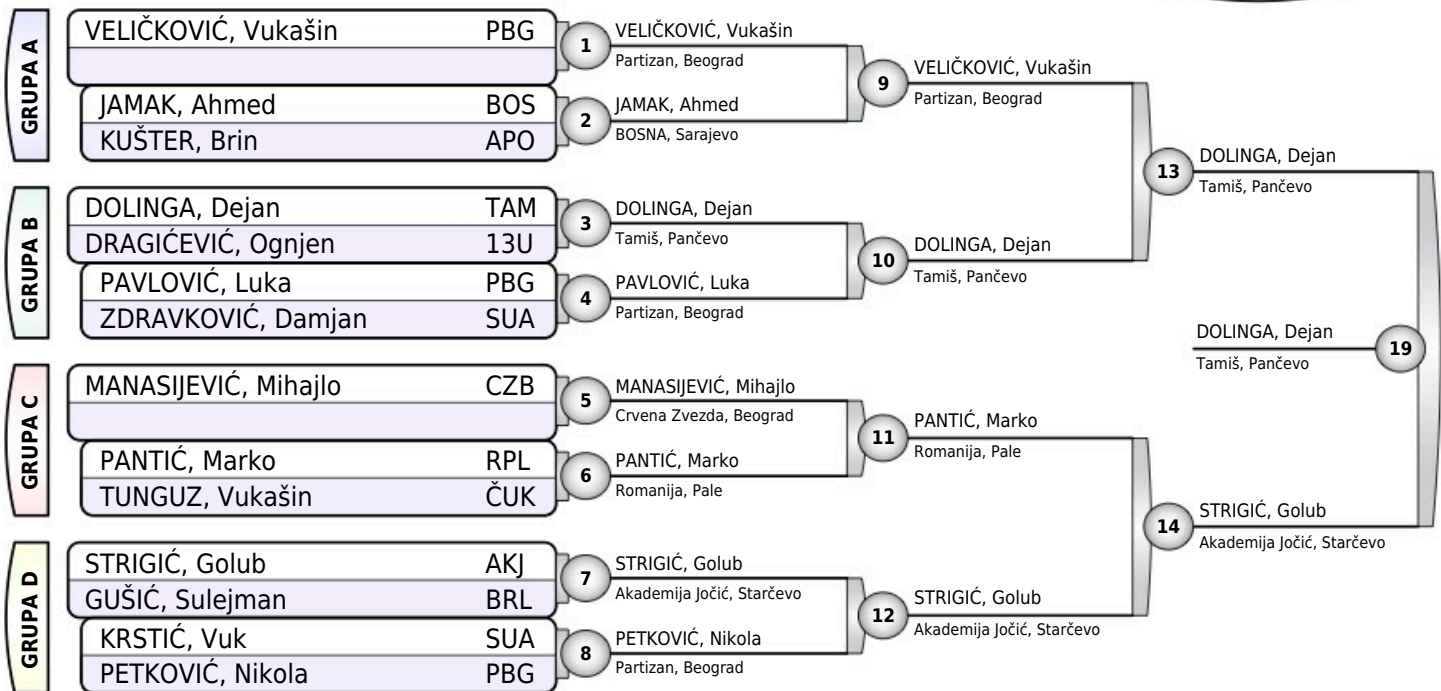 GRUPA A
VELIČKOVIĆ, Vukašin PBG
JAMAK, Ahmed BOS
KUŠTER, Brin APO
1
VELIČKOVIĆ, Vukašin
Partizan, Beograd
2
JAMAK, Ahmed
BOSNA, Sarajevo
9
VELIČKOVIĆ, Vukašin
Partizan, Beograd
GRUPA B
DOLINGA, Dejan TAM
DRAGIĆEVIĆ, Ognjen 13U
PAVLOVIĆ, Luka PBG
ZDRAVKOVIĆ, Damjan SUA
3
DOLINGA, Dejan
Tamiš, Pančevo
4
PAVLOVIĆ, Luka
Partizan, Beograd
10
DOLINGA, Dejan
Tamiš, Pančevo
13
DOLINGA, Dejan
Tamiš, Pančevo
GRUPA C
MANASIJEVIĆ, Mihajlo CZB
PANTIĆ, Marko RPL
TUNGUZ, Vukašin ČUK
5
MANASIJEVIĆ, Mihajlo
Crvena Zvezda, Beograd
6
PANTIĆ, Marko
Romanija, Pale
11
PANTIĆ, Marko
Romanija, Pale
GRUPA D
STRIGIĆ, Golub AKJ
GUŠIĆ, Sulejman BRL
KRSTIĆ, Vuk SUA
PETKOVIĆ, Nikola PBG
7
STRIGIĆ, Golub
Akademija Jočić, Starčevo
8
PETKOVIĆ, Nikola
Partizan, Beograd
12
STRIGIĆ, Golub
Akademija Jočić, Starčevo
14
STRIGIĆ, Golub
Akademija Jočić, Starčevo
DOLINGA, Dejan
Tamiš, Pančevo
19